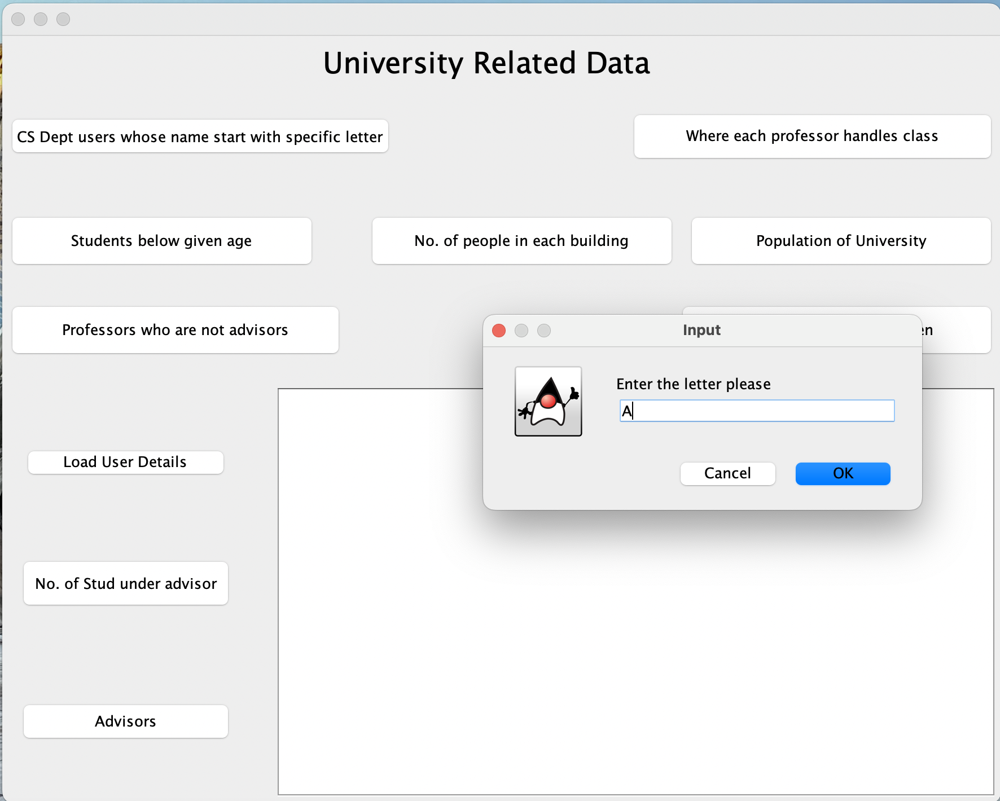 University Related Data
CS Dept users whose name start with specific letter
Where each professor handles class
Students below given age
No. of people in each building
Population of University
Professors who are not advisors
Input
Enter the letter please
A
Cancel
OK
Load User Details
No. of Stud under advisor
Advisors